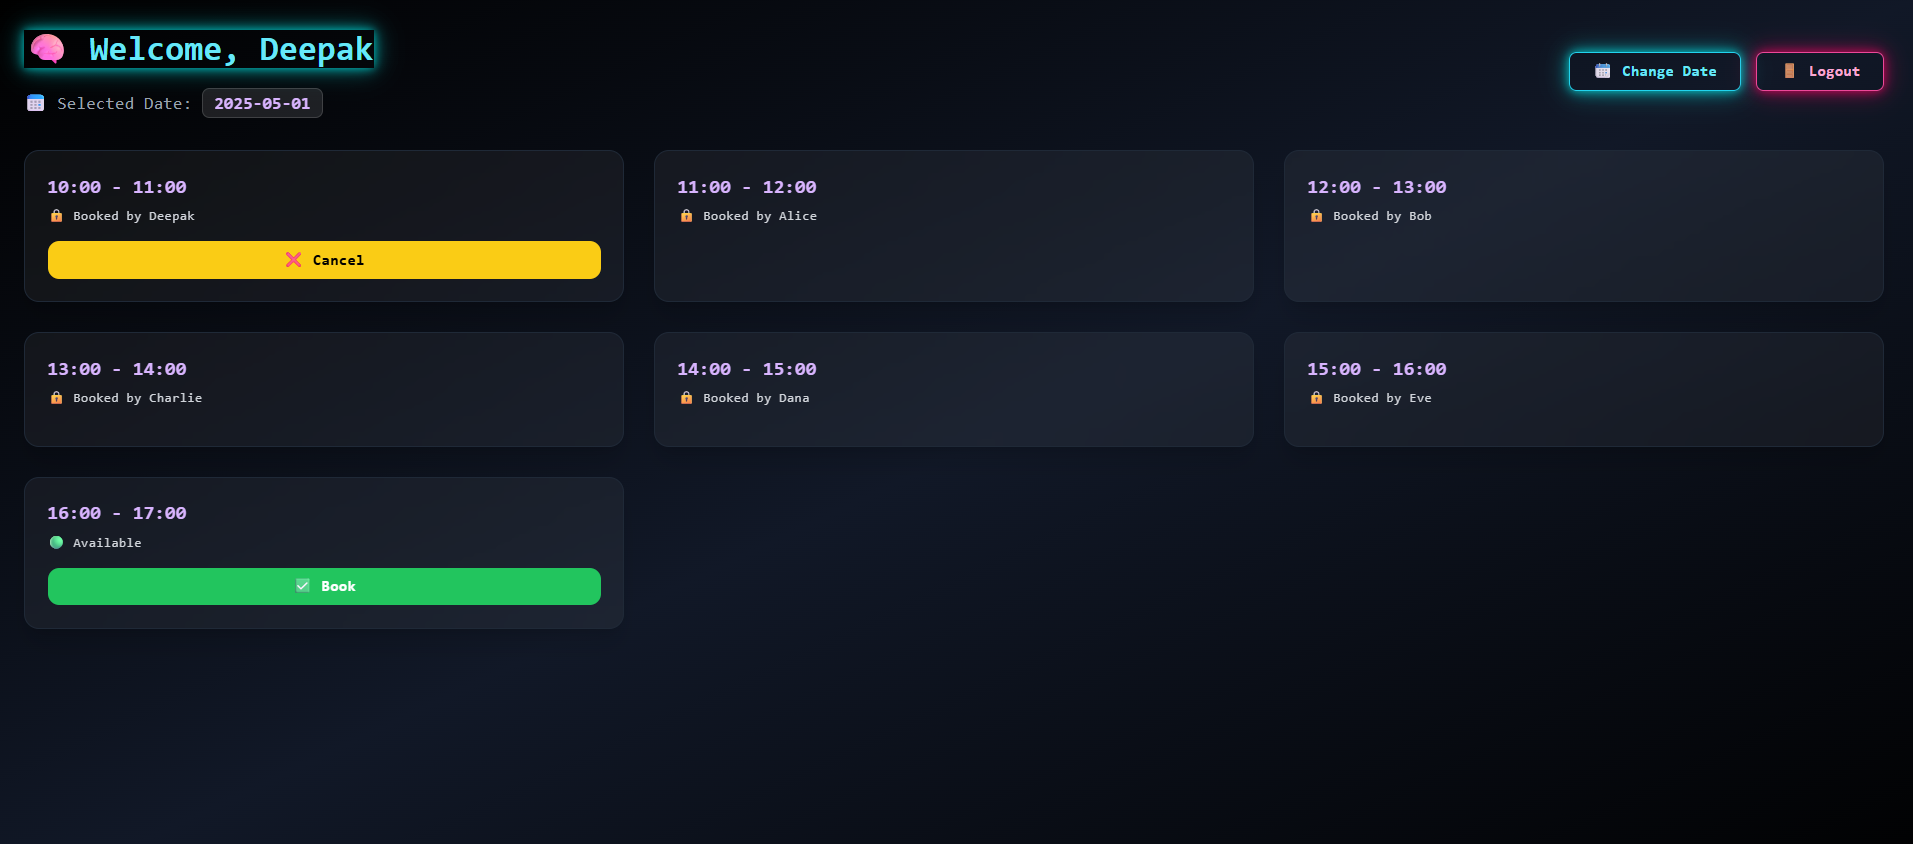 🧠 Welcome, Deepak
📅 Selected Date: 2025-05-01
📅 Change Date
🚪 Logout
10:00 - 11:00
🔒 Booked by Deepak
❌ Cancel
11:00 - 12:00
🔒 Booked by Alice
12:00 - 13:00
🔒 Booked by Bob
13:00 - 14:00
🔒 Booked by Charlie
14:00 - 15:00
🔒 Booked by Dana
15:00 - 16:00
🔒 Booked by Eve
16:00 - 17:00
🟢 Available
✅ Book